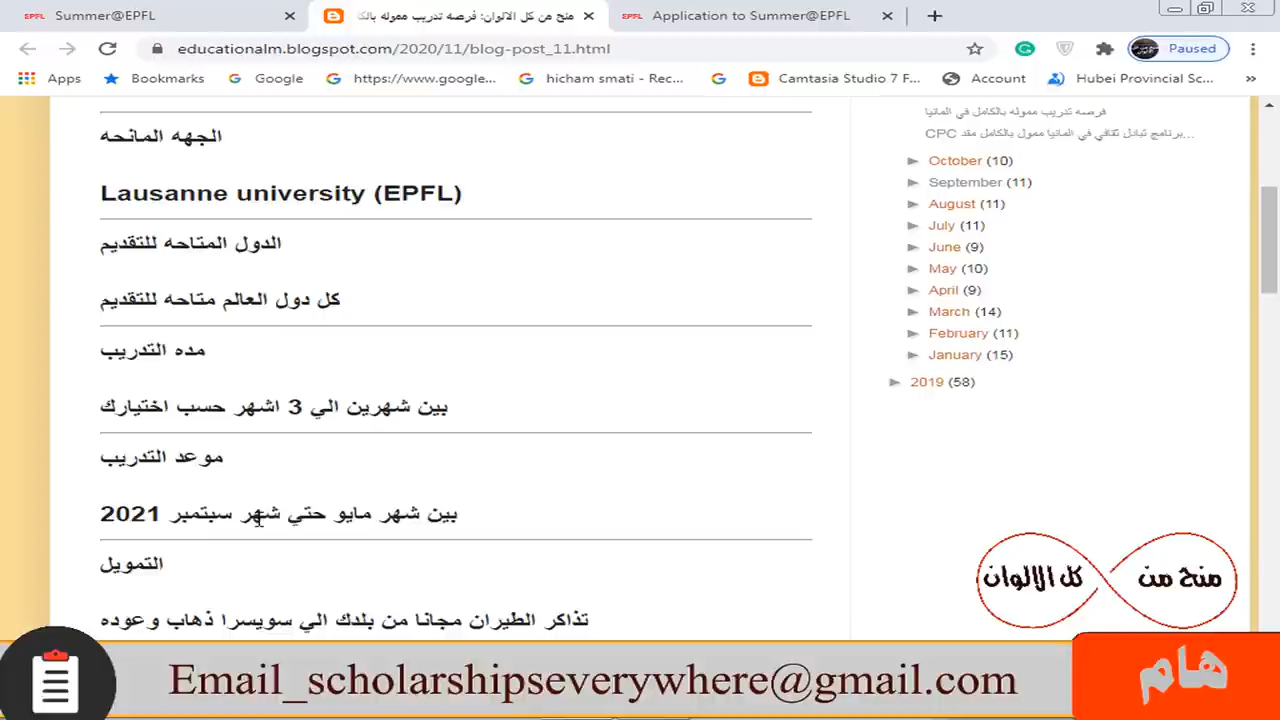 EPFL Summer@EPFL
منح من كل الالوان: فرصه تدريب مموله بالكا
EPFL Application to Summer@EPFL
educationalm.blogspot.com/2020/11/blog-post_11.html
Paused
Apps
Bookmarks
Google
https://www.google...
hicham smati - Rec...
Camtasia Studio 7 F...
Account
Hubei Provincial Sc...
»
الجهه المانحه
Lausanne university (EPFL)
الدول المتاحه للتقديم
كل دول العالم متاحه للتقديم
مده التدريب
بين شهرين الي 3 اشهر حسب اختيارك
موعد التدريب
بين شهر مايو حتي شهر سبتمبر 2021
التمويل
تذاكر الطيران مجانا من بلدك الي سويسرا ذهاب وعوده
فرصه تدريب مموله بالكامل في المانيا
برنامج تبادل ثقافي في المانيا ممول بالكامل مقد CPC...
October (10)
September (11)
August (11)
July (11)
June (9)
May (10)
April (9)
March (14)
February (11)
January (15)
2019 (58)
منح من كل الالوان
Email_scholarshipseverywhere@gmail.com
هام